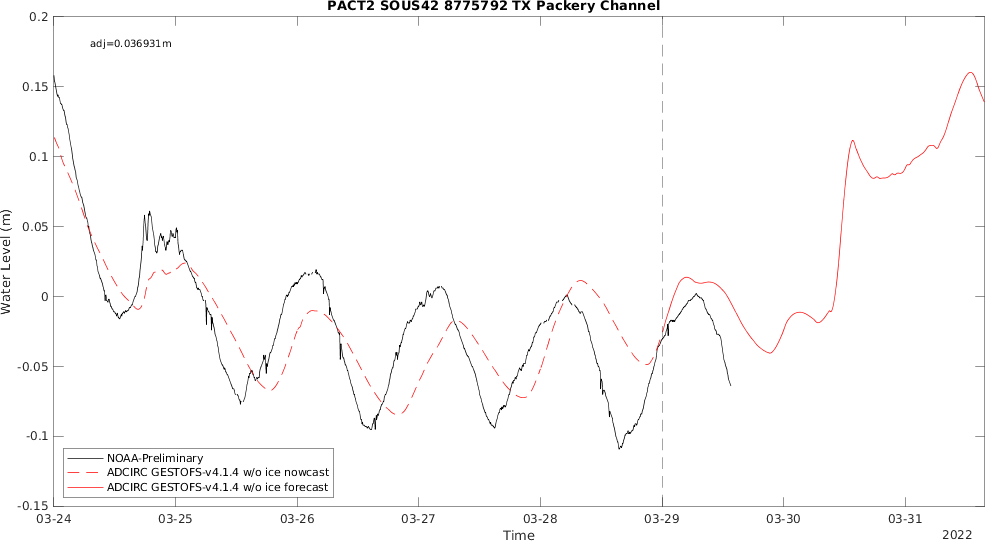 PACT2 SOUS42 8775792 TX Packery Channel
adj=0.036931m
0.2
0.15
0.1
0.05
0
-0.05
-0.1
-0.15
Water Level (m)
NOAA-Preliminary
ADCIRC GESTOFS-v4.1.4 w/o ice nowcast
ADCIRC GESTOFS-v4.1.4 w/o ice forecast
03-24 03-25 03-26 03-27 03-28 03-29 03-30 03-31
Time
2022